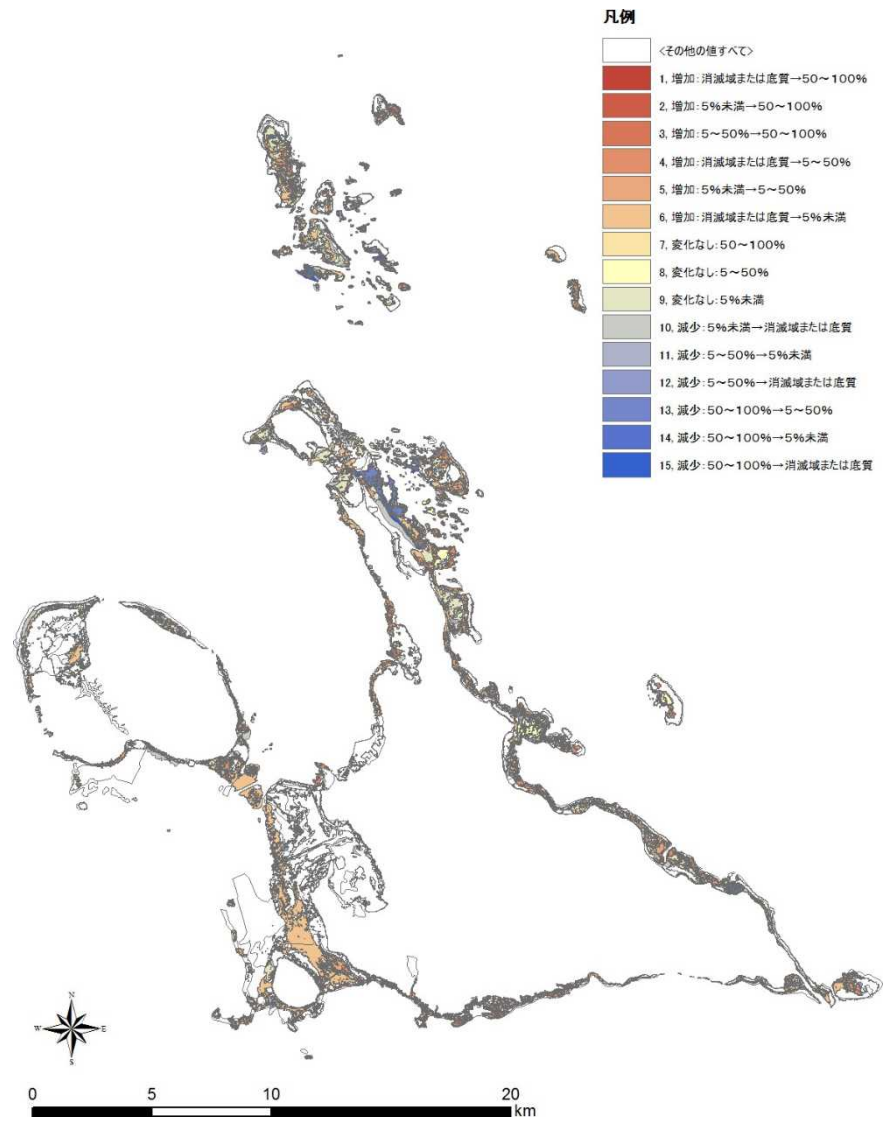 凡例
<その他の値すべて>
1, 増加:消滅域または底質→50～100%
2, 増加:5%未満→50～100%
3, 増加:5～50%→50～100%
4, 増加:消滅域または底質→5～50%
5, 増加:5%未満→5～50%
6, 増加:消滅域または底質→5%未満
7, 変化なし:50～100%
8, 変化なし:5～50%
9, 変化なし:5%未満
10, 減少:5%未満→消滅域または底質
11, 減少:5～50%→5%未満
12, 減少:5～50%→消滅域または底質
13, 減少:50～100%→5～50%
14, 減少:50～100%→5%未満
15, 減少:50～100%→消滅域または底質
N
W
E
S
0 5 10 20
km